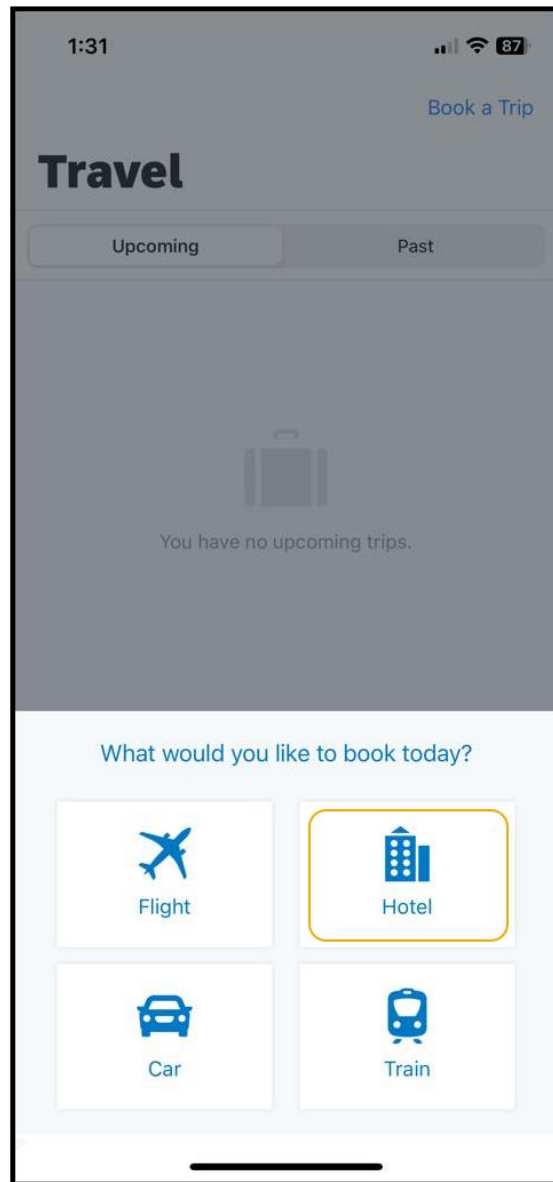 1:31 87
Book a Trip
Travel
Upcoming Past
You have no upcoming trips.
What would you like to book today?
Flight Hotel
Car Train